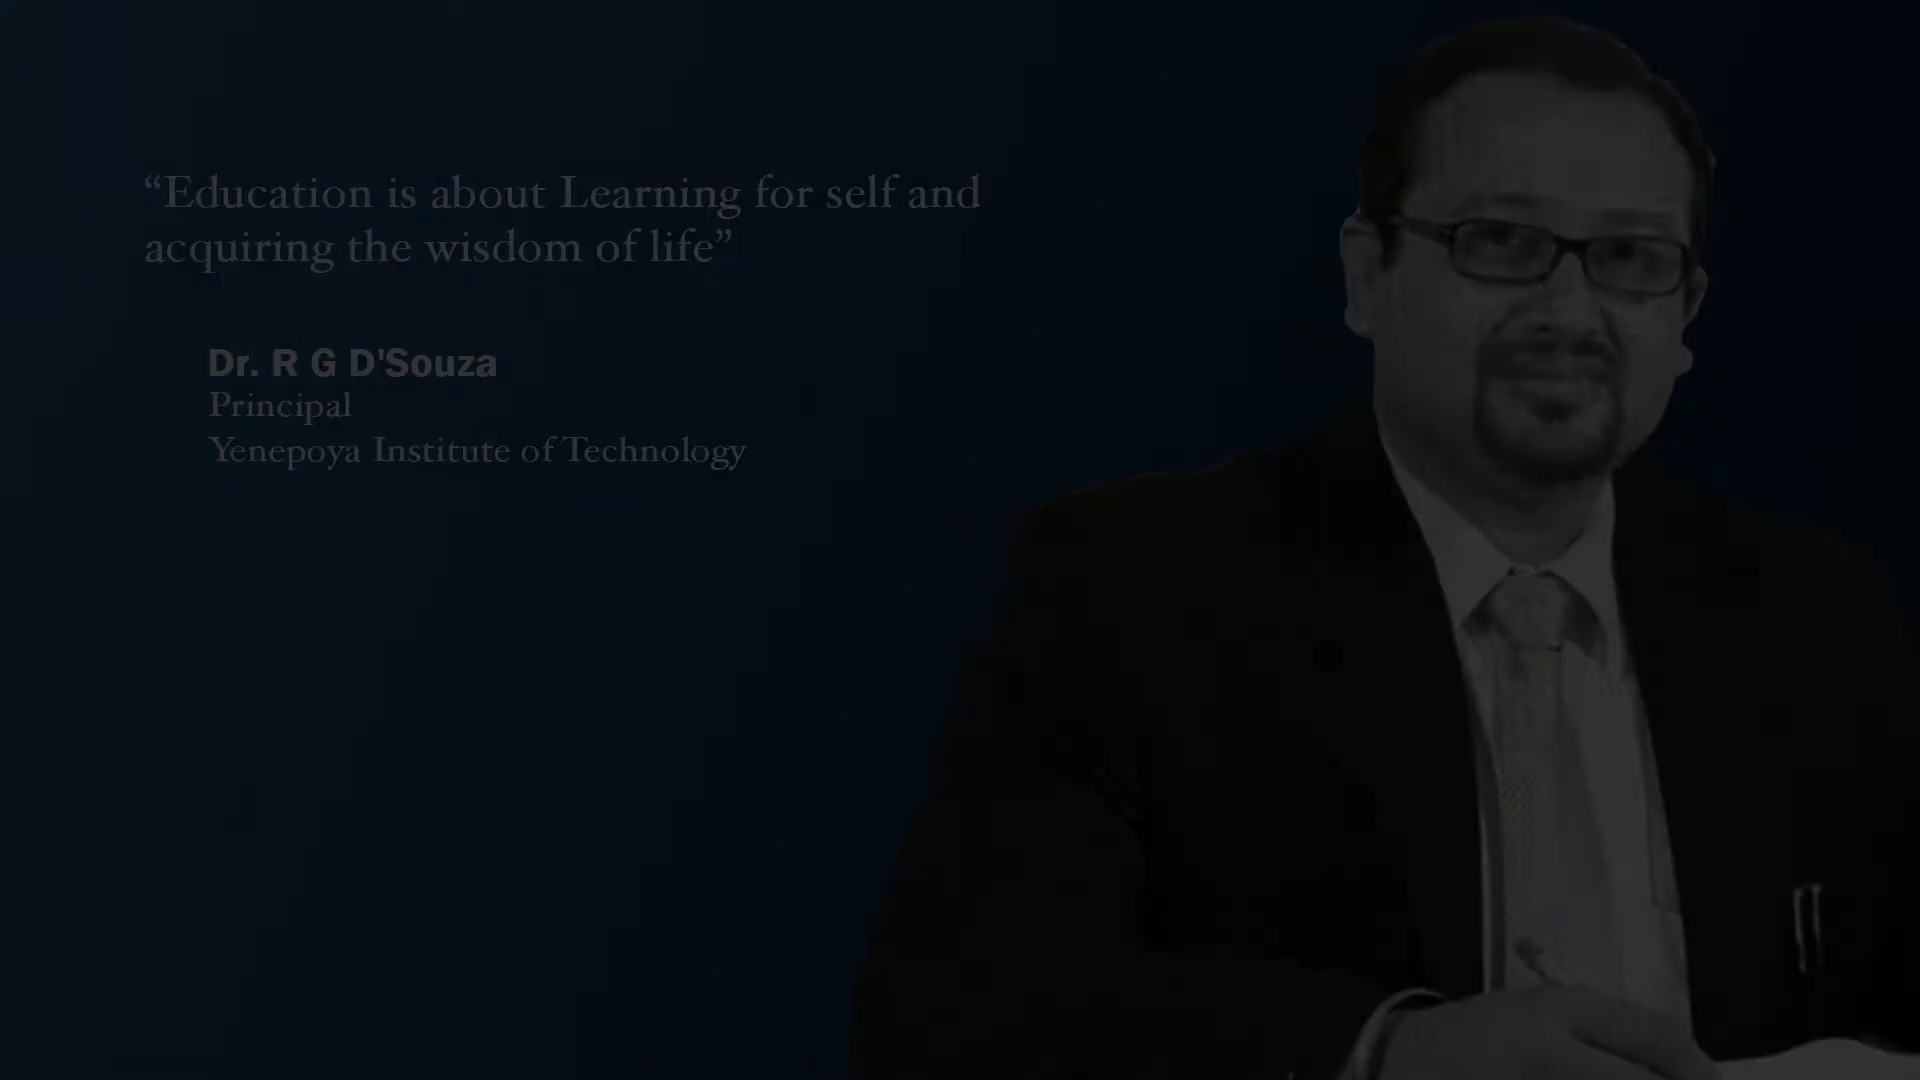 “Education is about Learning for self and
acquiring the wisdom of life”
Dr. R G D'Souza
Principal
Yenepoya Institute of Technology